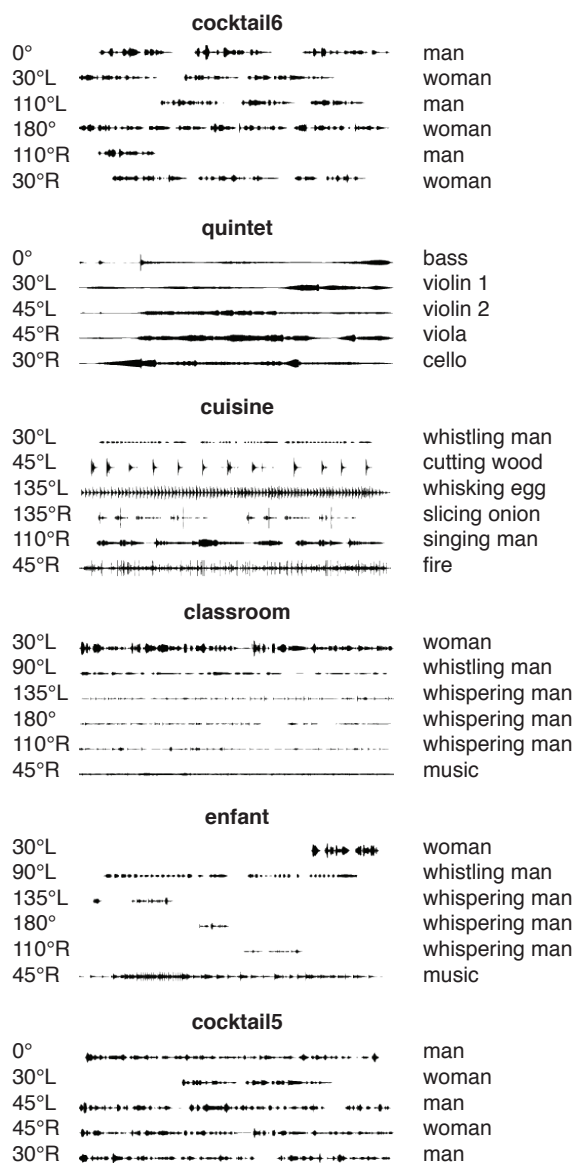 cocktail6
0° man
30°L woman
110°L man
180° woman
110°R man
30°R woman
quintet
0° bass
30°L violin 1
45°L violin 2
45°R viola
30°R cello
cuisine
30°L whistling man
45°L cutting wood
135°L whisking egg
135°R slicing onion
110°R singing man
45°R fire
classroom
30°L woman
90°L whistling man
135°L whispering man
180° whispering man
110°R whispering man
45°R music
enfant
30°L woman
90°L whistling man
135°L whispering man
180° whispering man
110°R whispering man
45°R music
cocktail5
0° man
30°L woman
45°L man
45°R woman
30°R man